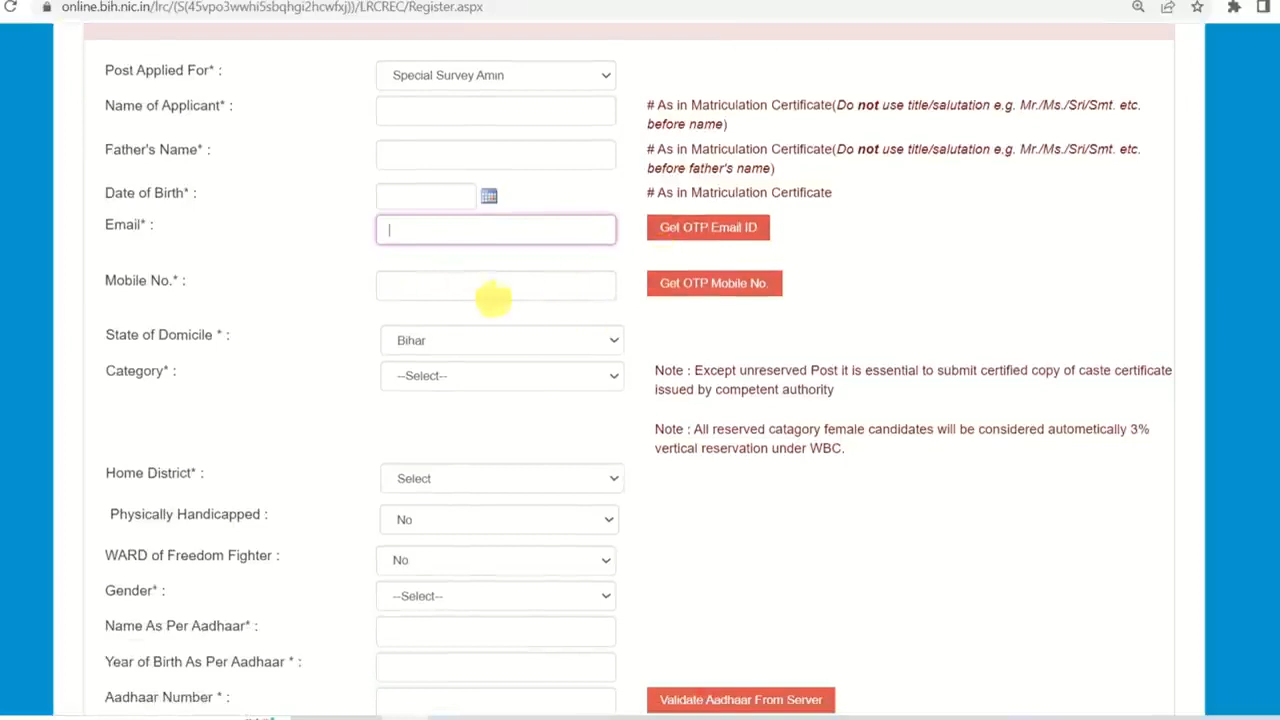 online.bih.nic.in/lrc/(S(45vpo3wwhi5sbqhgi2hcwfxj))/LRCREC/Register.aspx
Post Applied For* :
Special Survey Amin
Name of Applicant* :
# As in Matriculation Certificate(Do not use title/salutation e.g. Mr./Ms./Sri/Smt. etc.
before name)
Father's Name* :
# As in Matriculation Certificate(Do not use title/salutation e.g. Mr./Ms./Sri/Smt. etc.
before father's name)
Date of Birth* :
# As in Matriculation Certificate
Email* :
Get OTP Email ID
Mobile No.* :
Get OTP Mobile No.
State of Domicile * :
Bihar
Category* :
--Select--
Note : Except unreserved Post it is essential to submit certified copy of caste certificate
issued by competent authority
Note : All reserved catagory female candidates will be considered autometically 3%
vertical reservation under WBC.
Home District* :
Select
Physically Handicapped :
No
WARD of Freedom Fighter :
No
Gender* :
--Select--
Name As Per Aadhaar* :
Year of Birth As Per Aadhaar * :
Aadhaar Number * :
Validate Aadhaar From Server